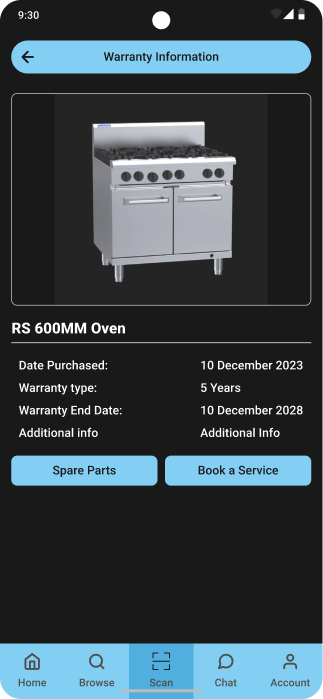 9:30
Warranty Information
RS 600MM Oven
Date Purchased: 10 December 2023
Warranty type: 5 Years
Warranty End Date: 10 December 2028
Additional info Additional Info
Spare Parts Book a Service
Home Browse Scan Chat Account